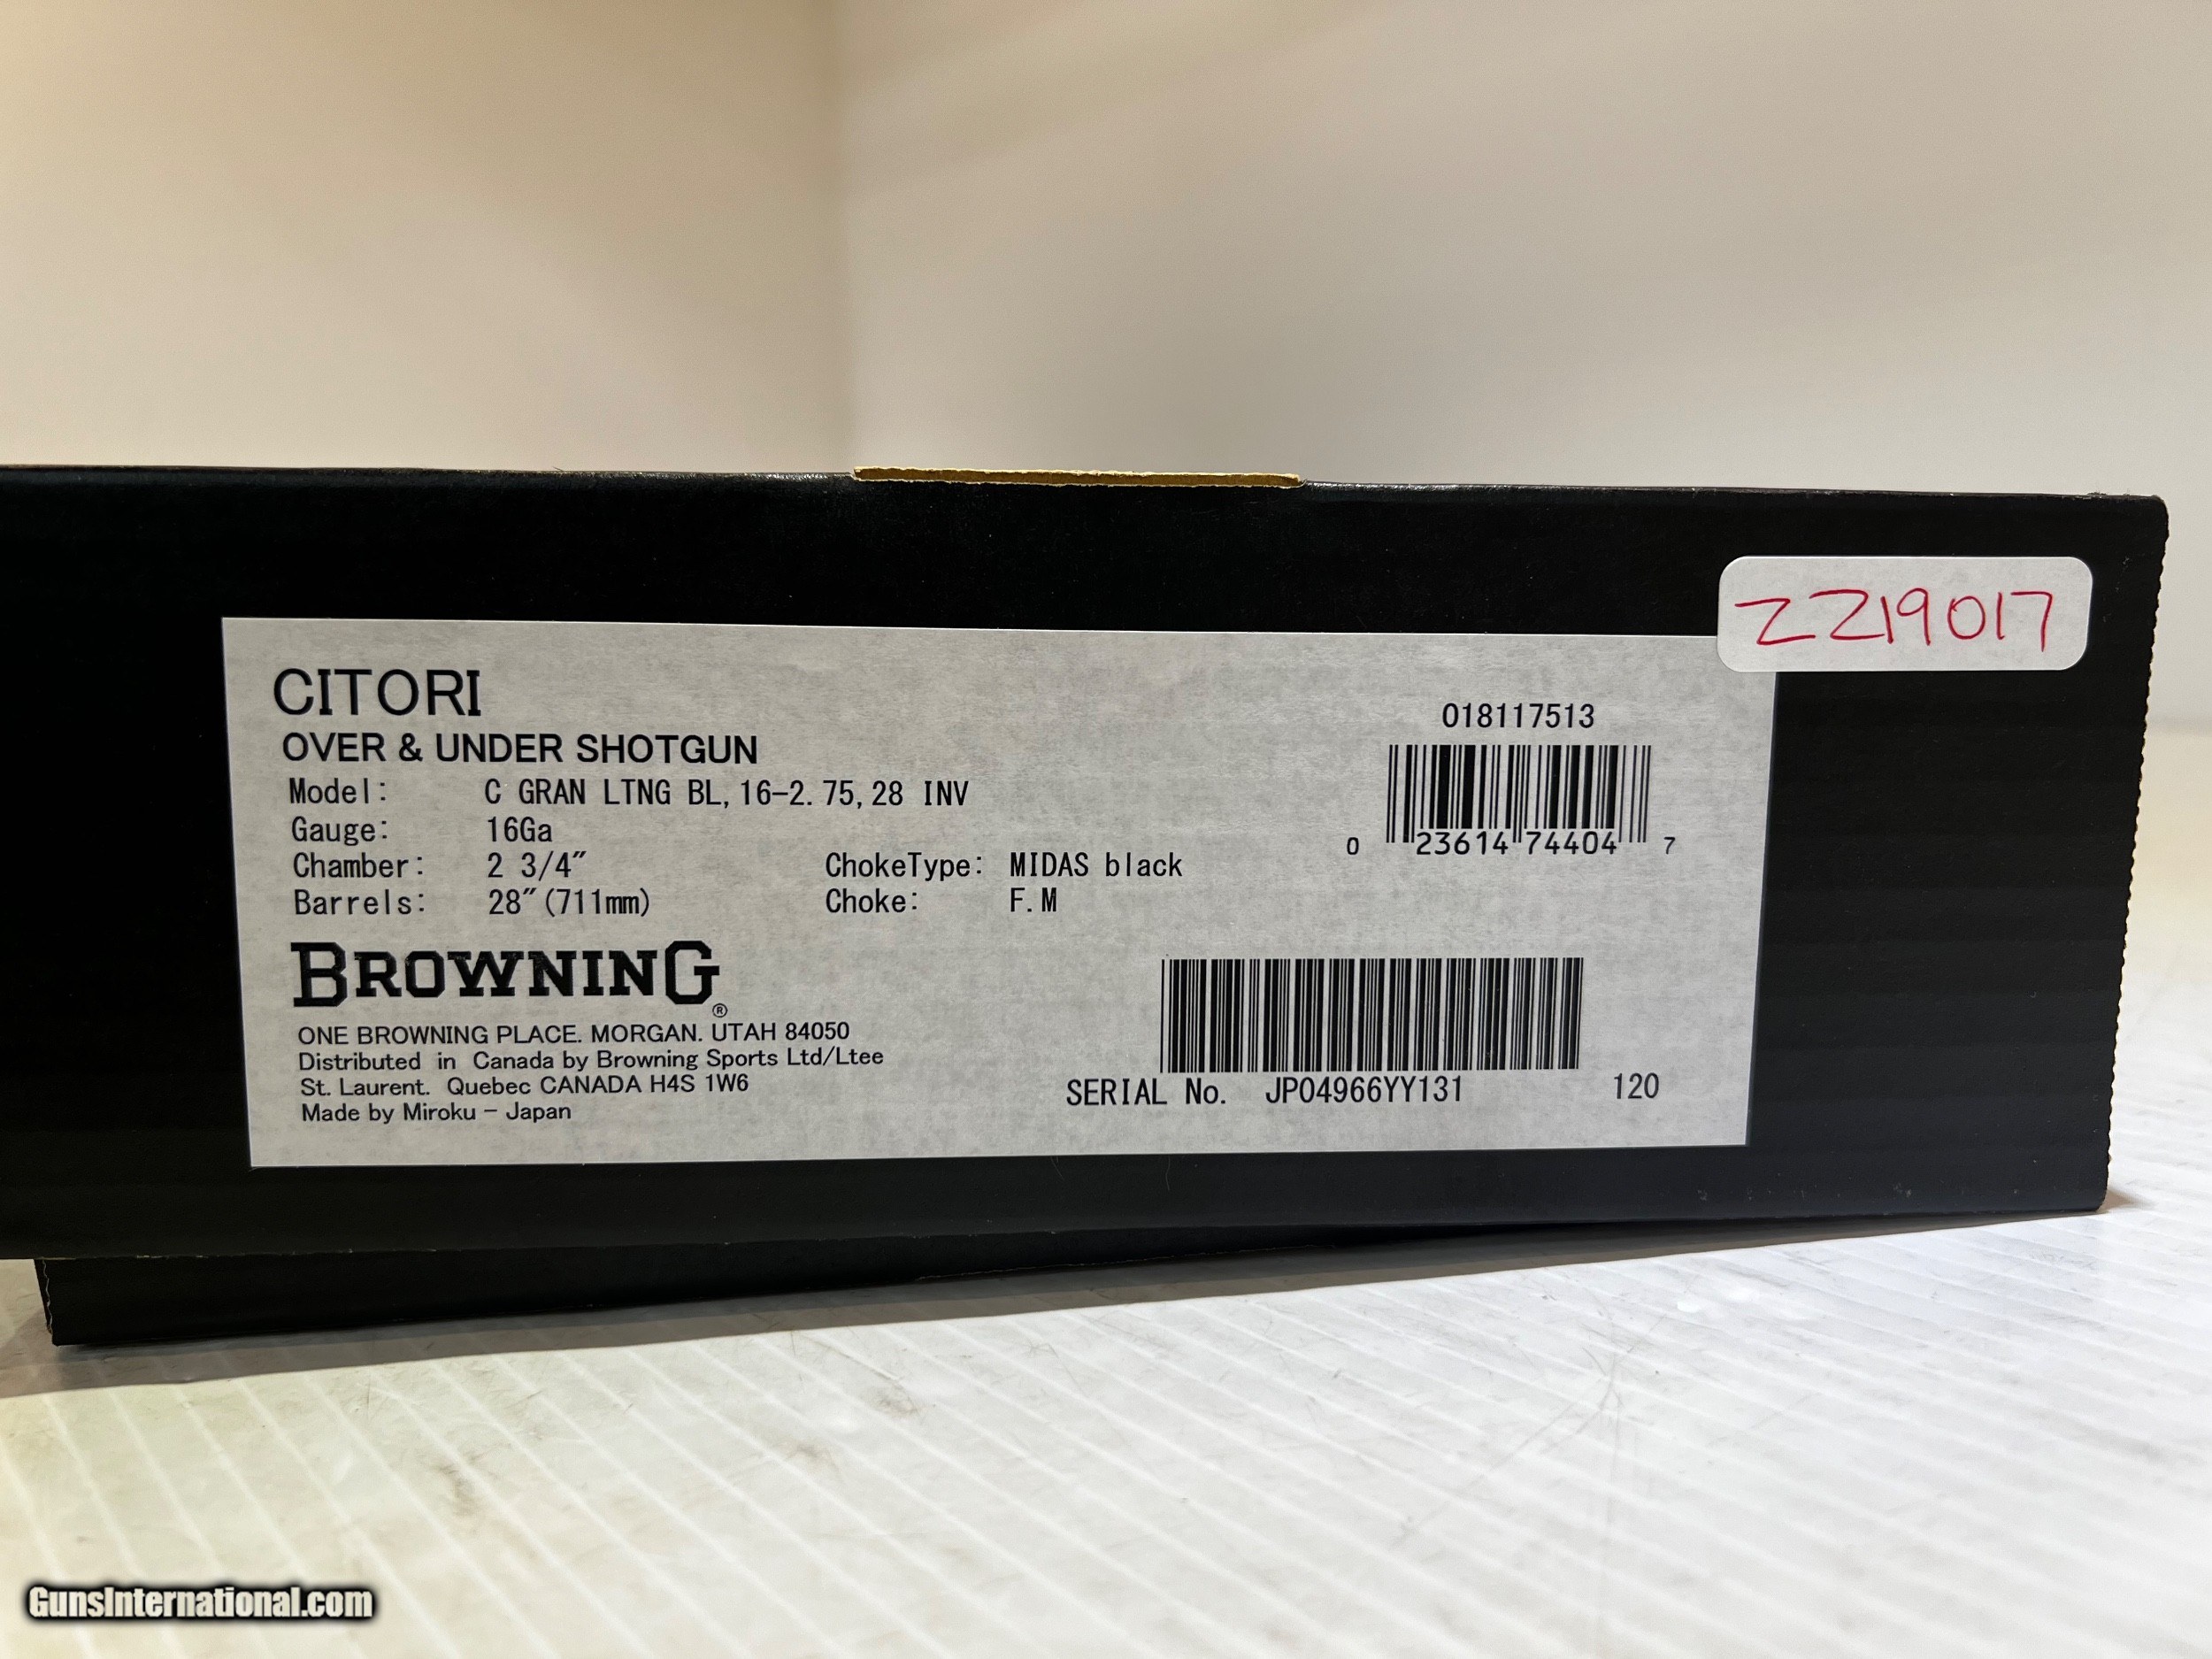 ZZ19017
CITORI
OVER & UNDER SHOTGUN
Model: C GRAN LTNG BL,16-2.75,28 INV
Gauge: 16Ga
Chamber: 2 3/4" ChokeType: MIDAS black
Barrels: 28"(711mm) Choke: F.M
018117513
0 23614 74404 7
BROWNING®
ONE BROWNING PLACE. MORGAN. UTAH 84050
Distributed in Canada by Browning Sports Ltd/Ltee
St. Laurent. Quebec CANADA H4S 1W6
Made by Miroku - Japan
SERIAL No. JP04966YY131 120
GunsInternational.com